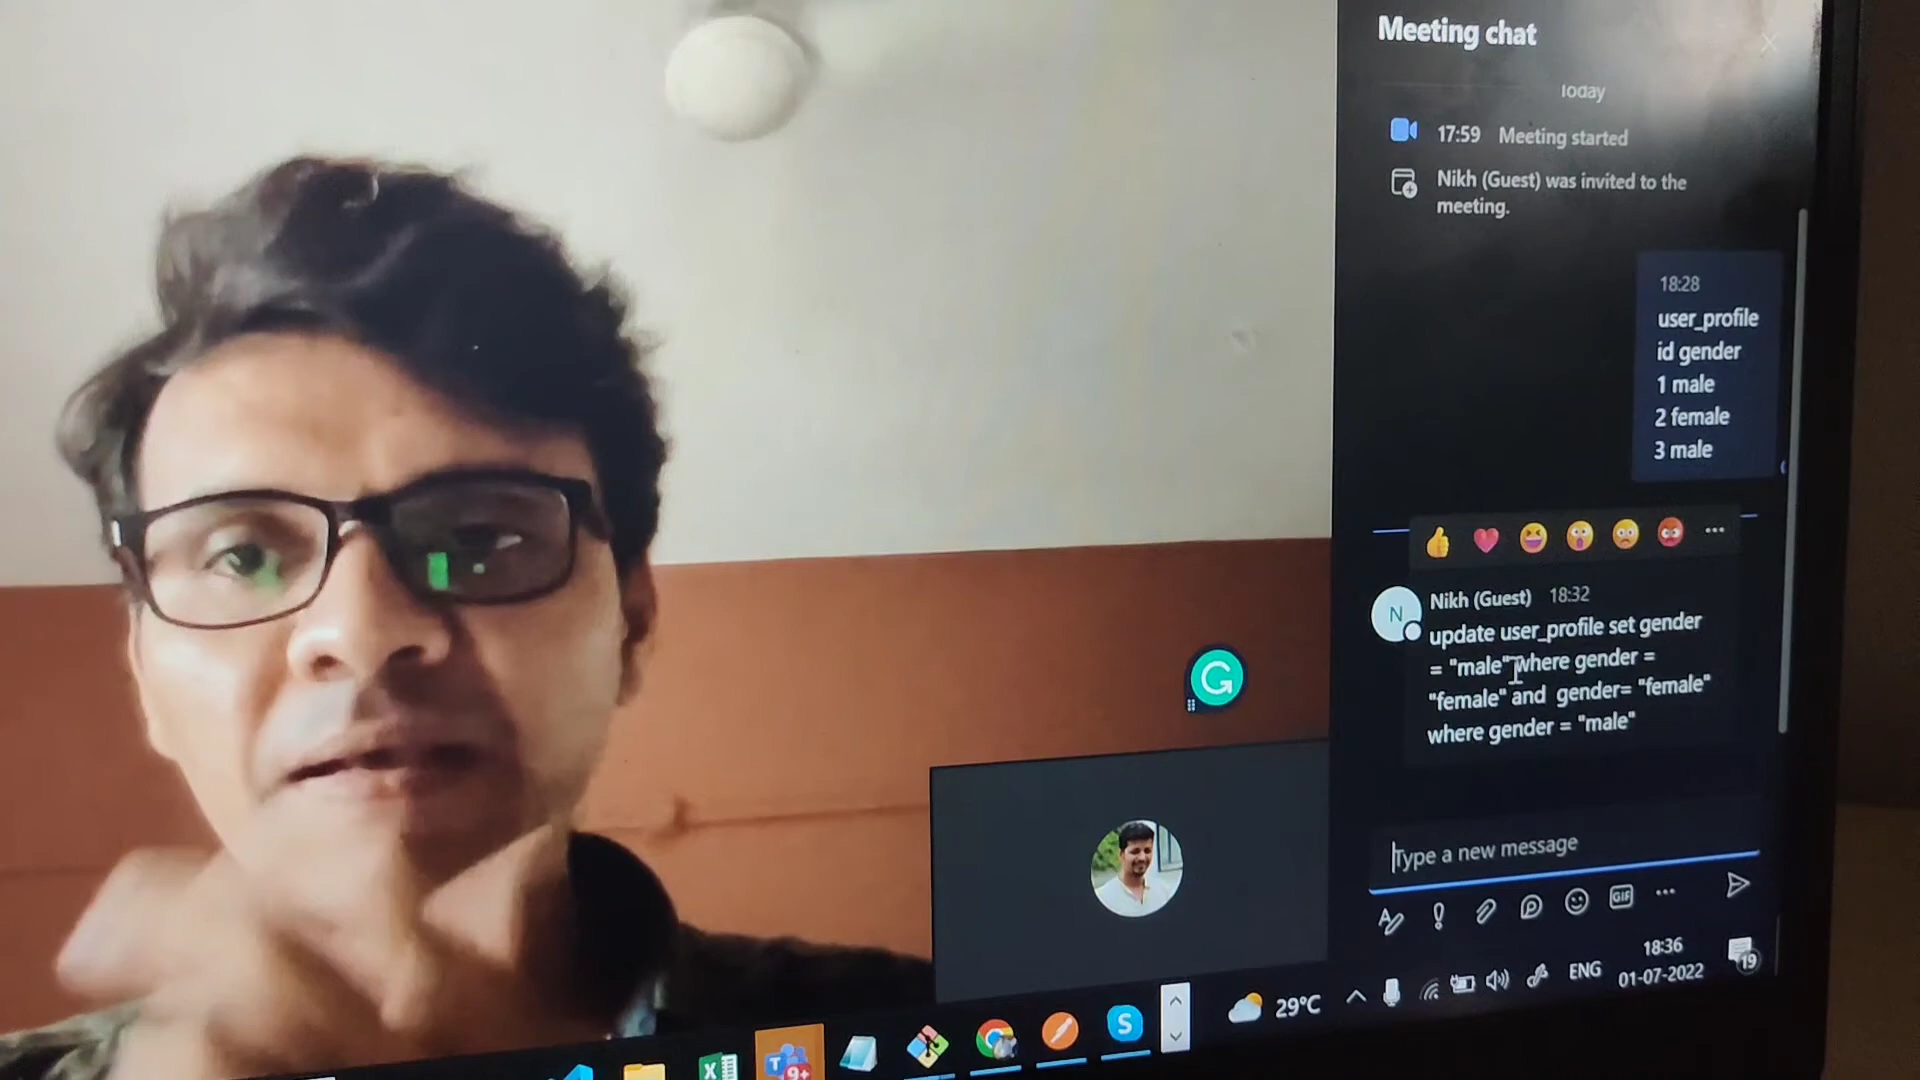 Meeting chat
Today
17:59 Meeting started
Nikh (Guest) was invited to the
meeting.
18:28
user_profile
id gender
1 male
2 female
3 male
N
Nikh (Guest) 18:32
update user_profile set gender
= "male" where gender =
"female" and  gender= "female"
where gender = "male"
Type a new message
GIF
G
T
9+
S
29°C
ENG
18:36
01-07-2022
19